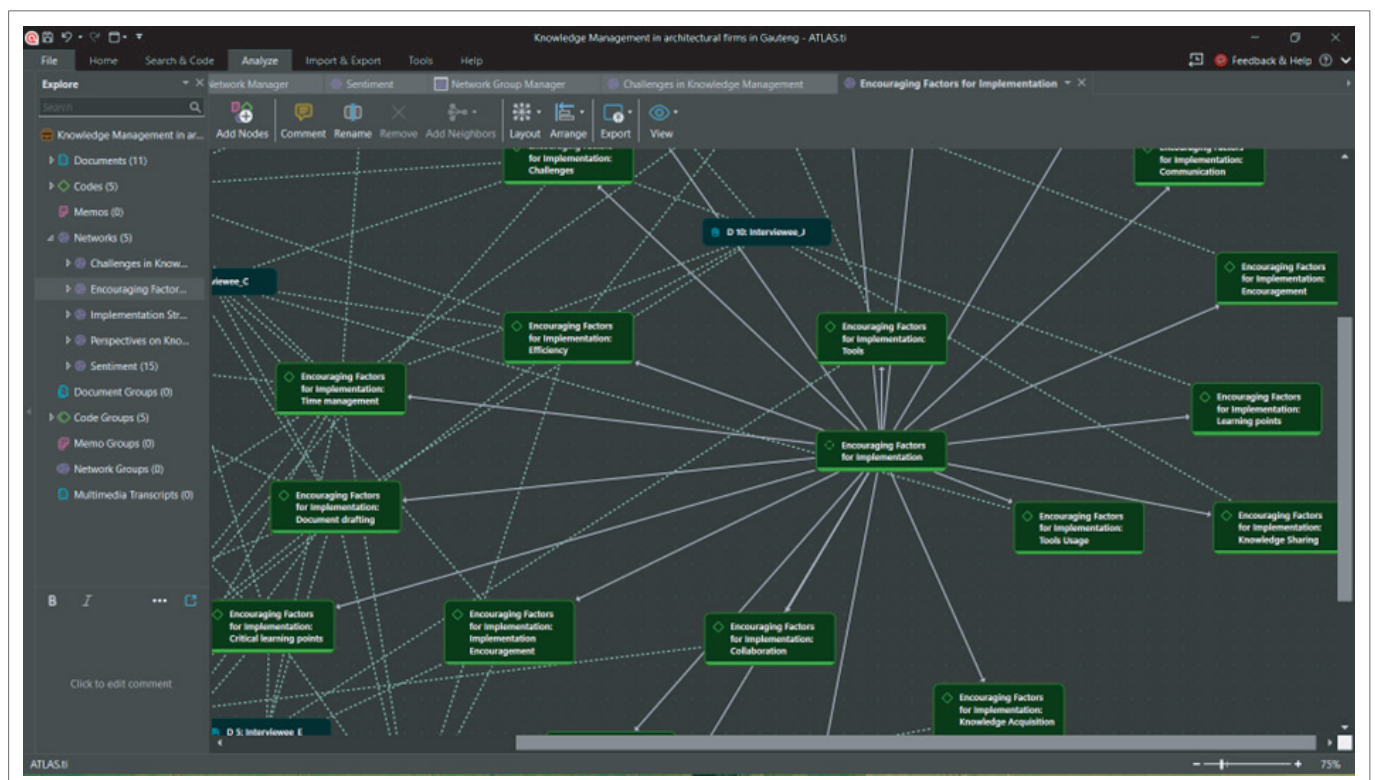 Knowledge Management in architectural firms in Gauteng - ATLAS.ti
File Home Search & Code Analyze Import & Export Tools Help Feedback & Help
Explore
Network Manager Sentiment Network Group Manager Challenges in Knowledge Management Encouraging Factors for Implementation
Search
Add Nodes Comment Rename Remove Add Neighbors Layout Arrange Export View
Knowledge Management in ar...
Documents (11)
Codes (5)
Memos (0)
Networks (5)
Challenges in Know...
Encouraging Factor...
Implementation Str...
Perspectives on Kno...
Sentiment (15)
Document Groups (0)
Code Groups (5)
Memo Groups (0)
Network Groups (0)
Multimedia Transcripts (0)
B I
Click to edit comment
for Implementation:
Challenges
for Implementation:
Communication
D 10: Interviewee_J
viewee_C
Encouraging Factors
for Implementation:
Encouragement
Encouraging Factors
for Implementation:
Efficiency
Encouraging Factors
for Implementation:
Tools
Encouraging Factors
for Implementation:
Time management
Encouraging Factors
for Implementation:
Learning points
Encouraging Factors
for Implementation
Encouraging Factors
for Implementation:
Document drafting
Encouraging Factors
for Implementation:
Tools Usage
Encouraging Factors
for Implementation:
Knowledge Sharing
Encouraging Factors
for Implementation:
Critical learning points
Encouraging Factors
for Implementation:
Implementation
Encouragement
Encouraging Factors
for Implementation:
Collaboration
Encouraging Factors
for Implementation:
Knowledge Acquisition
D 5: Interviewee_E
ATLAS.ti
75%